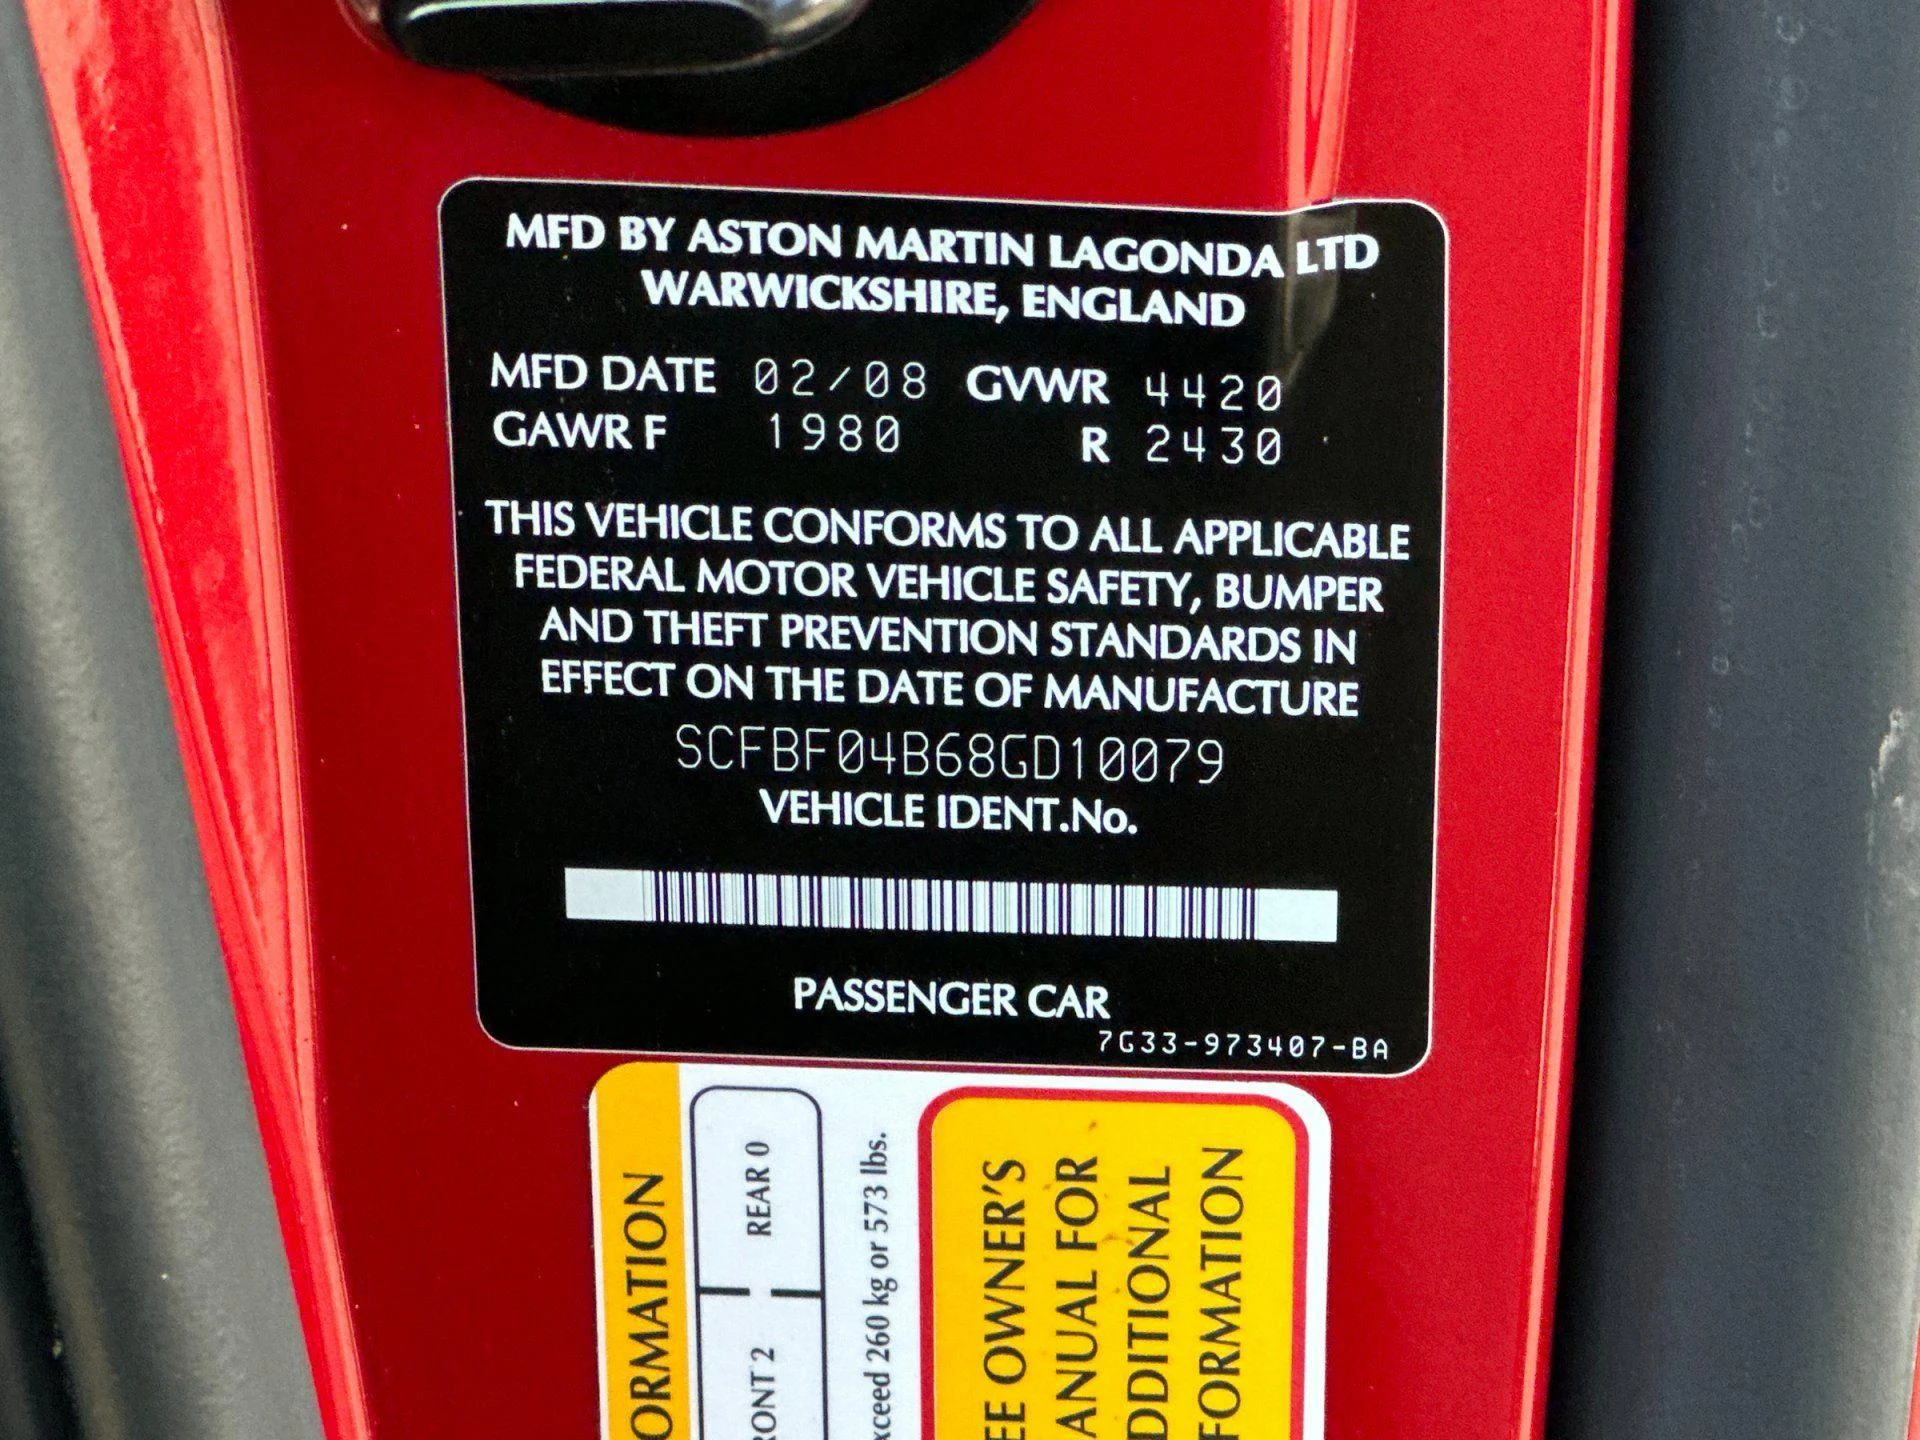 MFD BY ASTON MARTIN LAGONDA LTD
WARWICKSHIRE, ENGLAND
MFD DATE 02/08 GVWR 4420
GAWR F 1980 R 2430
THIS VEHICLE CONFORMS TO ALL APPLICABLE
FEDERAL MOTOR VEHICLE SAFETY, BUMPER
AND THEFT PREVENTION STANDARDS IN
EFFECT ON THE DATE OF MANUFACTURE
SCFBF04B68GD10079
VEHICLE IDENT.No.
PASSENGER CAR
7G33-973407-BA
ORMATION
RONT 2 REAR 0
xceed 260 kg or 573 lbs.
EE OWNER'S
ANUAL FOR
DDITIONAL
FORMATION